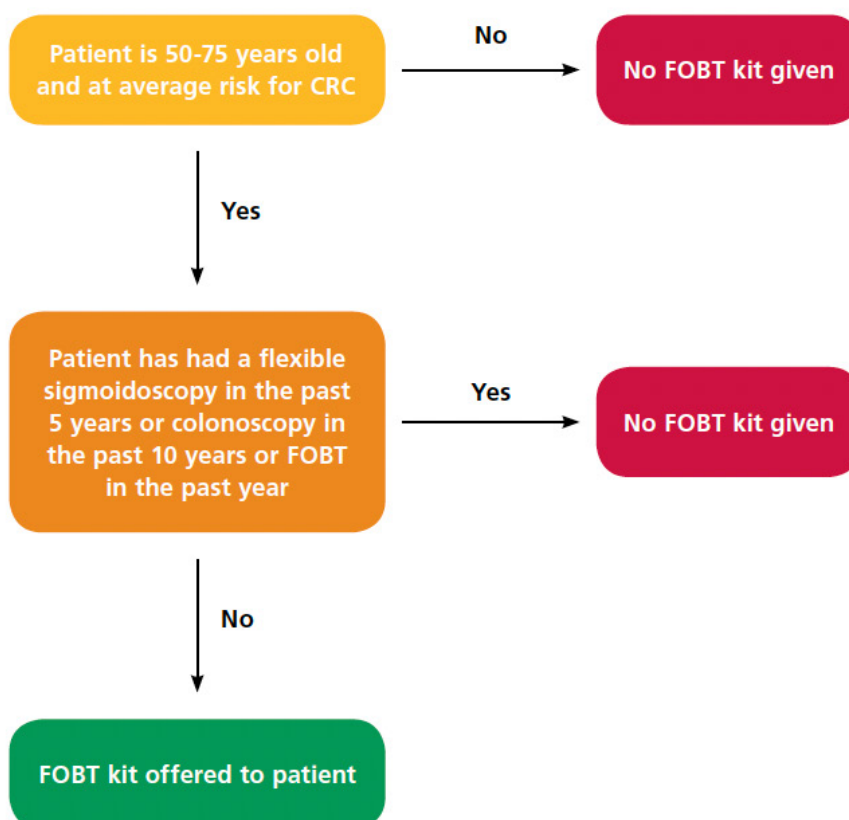 Patient is 50-75 years old
and at average risk for CRC
No
No FOBT kit given
Yes
Patient has had a flexible
sigmoidoscopy in the past
5 years or colonoscopy in
the past 10 years or FOBT
in the past year
Yes
No FOBT kit given
No
FOBT kit offered to patient